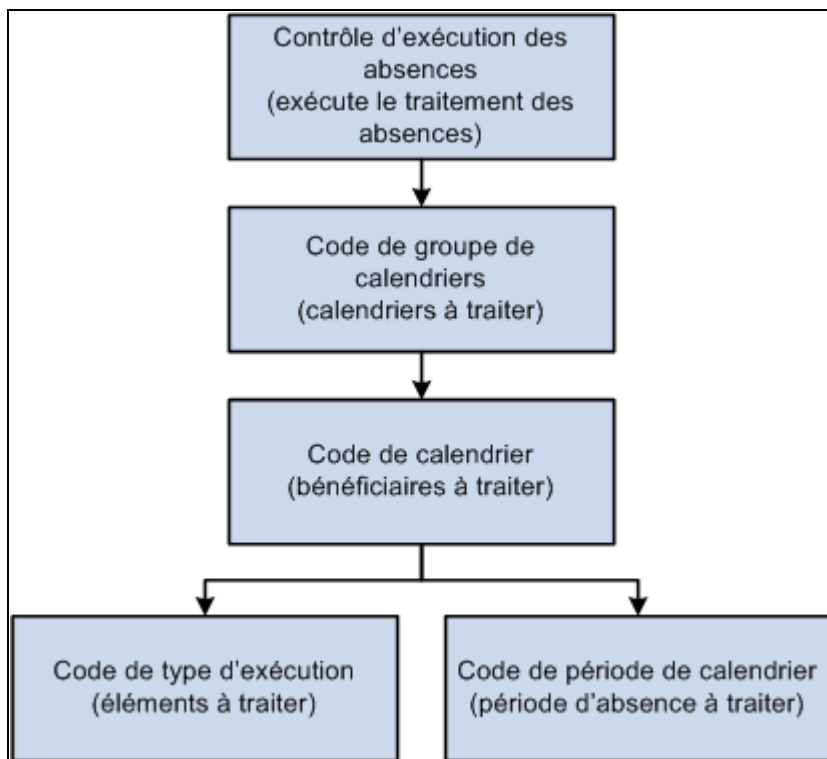 Contrôle d'exécution des
absences
(exécute le traitement des
absences)
Code de groupe de
calendriers
(calendriers à traiter)
Code de calendrier
(bénéficiaires à traiter)
Code de type d'exécution
(éléments à traiter)
Code de période de calendrier
(période d'absence à traiter)